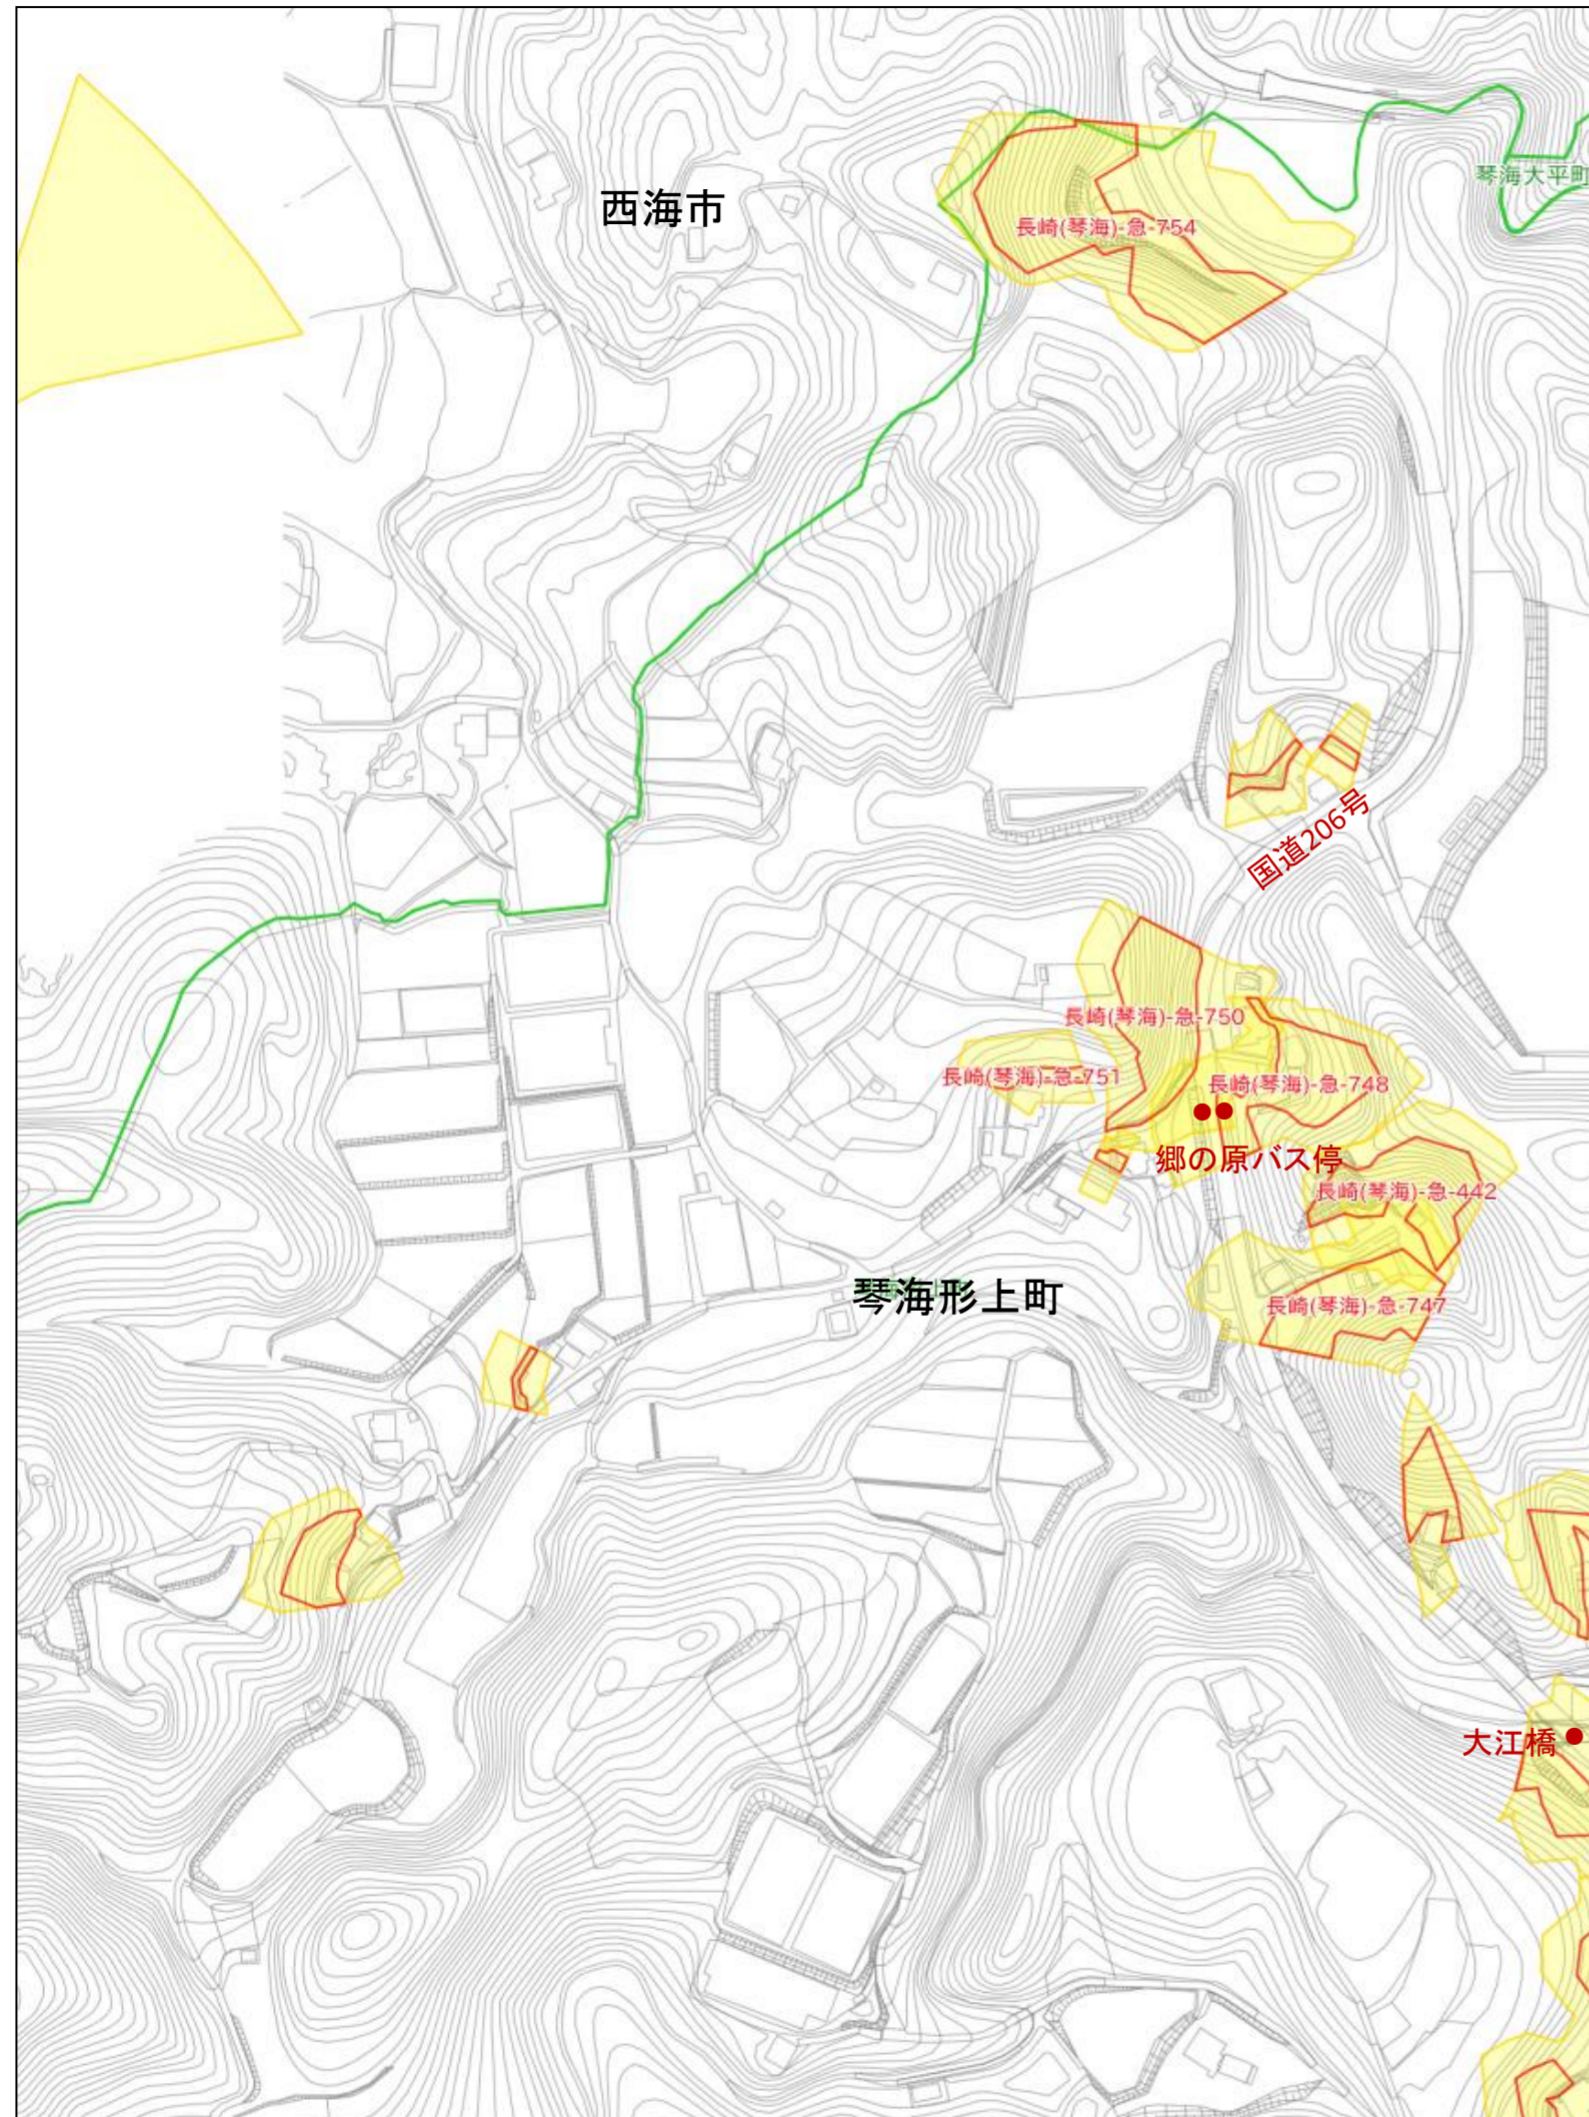 琴海大平町
西海市
長崎(琴海)-急-754
国道206号
長崎(琴海)-急-750
長崎(琴海)-急-751
長崎(琴海)-急-748
郷の原バス停
長崎(琴海)-急-442
琴海形上町
長崎(琴海)-急-747
大江橋